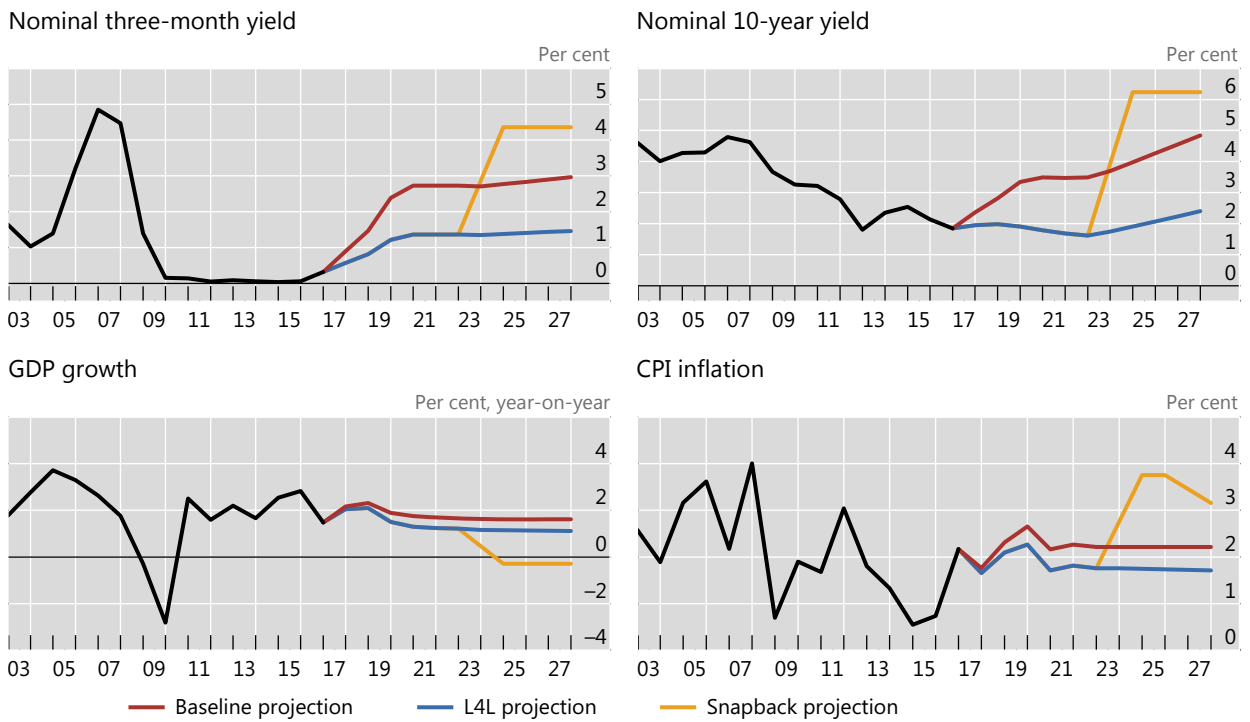 Nominal three-month yield
Per cent
5
4
3
2
1
0
03 05 07 09 11 13 15 17 19 21 23 25 27
Nominal 10-year yield
Per cent
6
5
4
3
2
1
0
03 05 07 09 11 13 15 17 19 21 23 25 27
GDP growth
Per cent, year-on-year
4
2
0
–2
–4
03 05 07 09 11 13 15 17 19 21 23 25 27
CPI inflation
Per cent
4
3
2
1
0
03 05 07 09 11 13 15 17 19 21 23 25 27
Baseline projection L4L projection Snapback projection